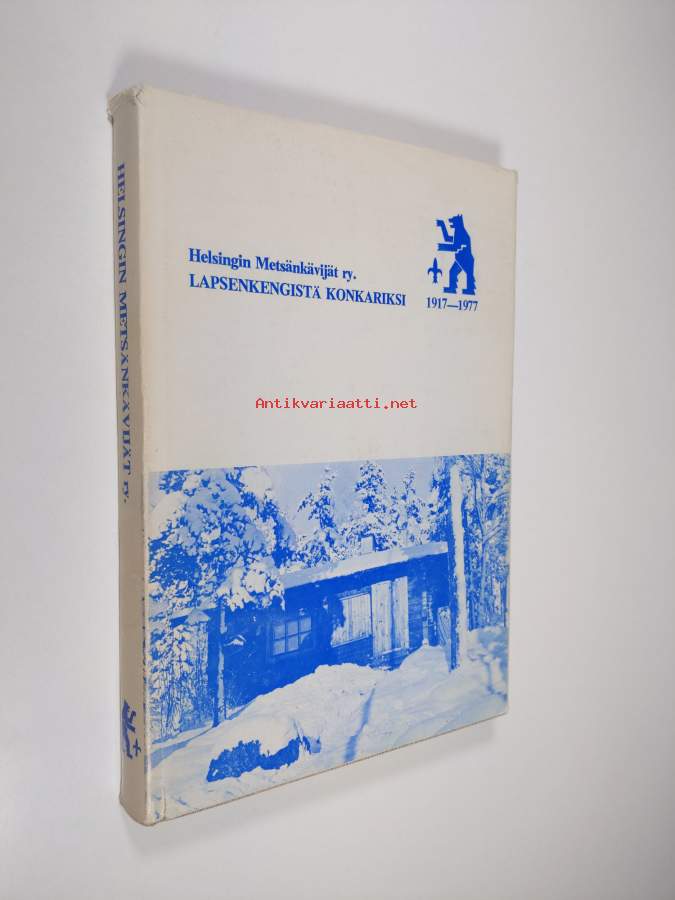 HELSINGIN METSÄNKÄVIJÄT ry.
Helsingin Metsänkävijät ry.
LAPSENKENGISTÄ KONKARIKSI
1917—1977
Antikvariaatti.net